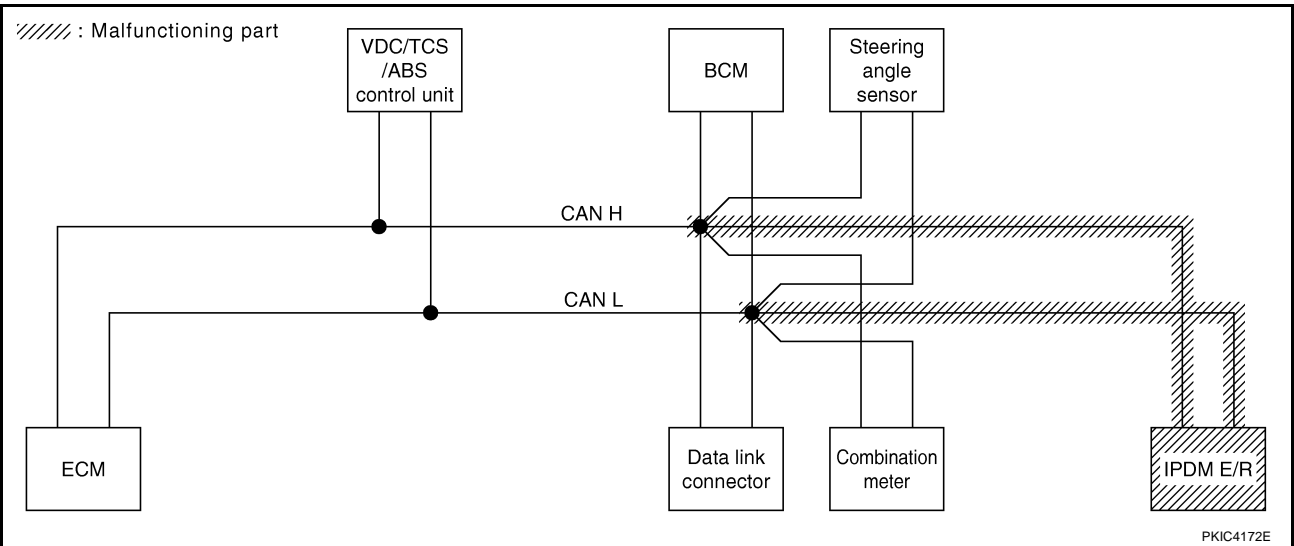 : Malfunctioning part
VDC/TCS
/ABS
control unit
BCM
Steering
angle
sensor
CAN H
CAN L
ECM
Data link
connector
Combination
meter
IPDM E/R
PKIC4172E